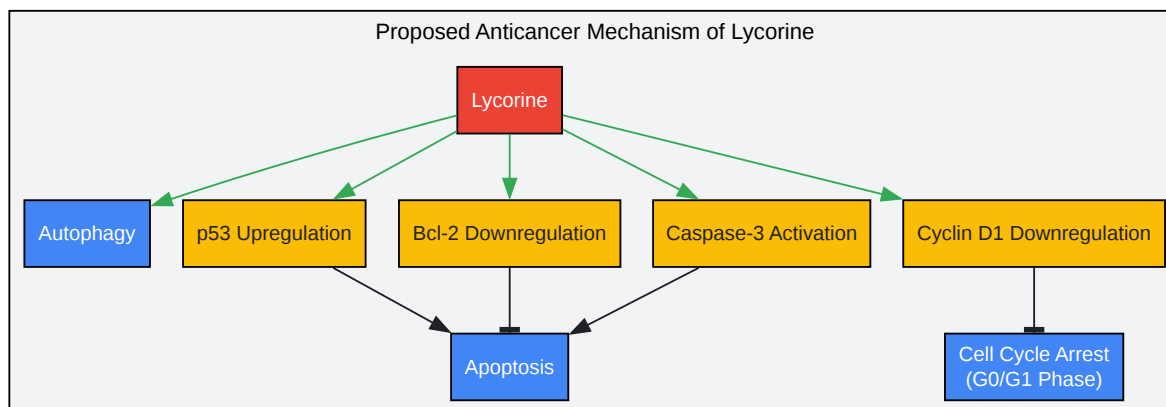 Proposed Anticancer Mechanism of Lycorine
Lycorine
Autophagy
p53 Upregulation
Bcl-2 Downregulation
Caspase-3 Activation
Cyclin D1 Downregulation
Apoptosis
Cell Cycle Arrest
(G0/G1 Phase)